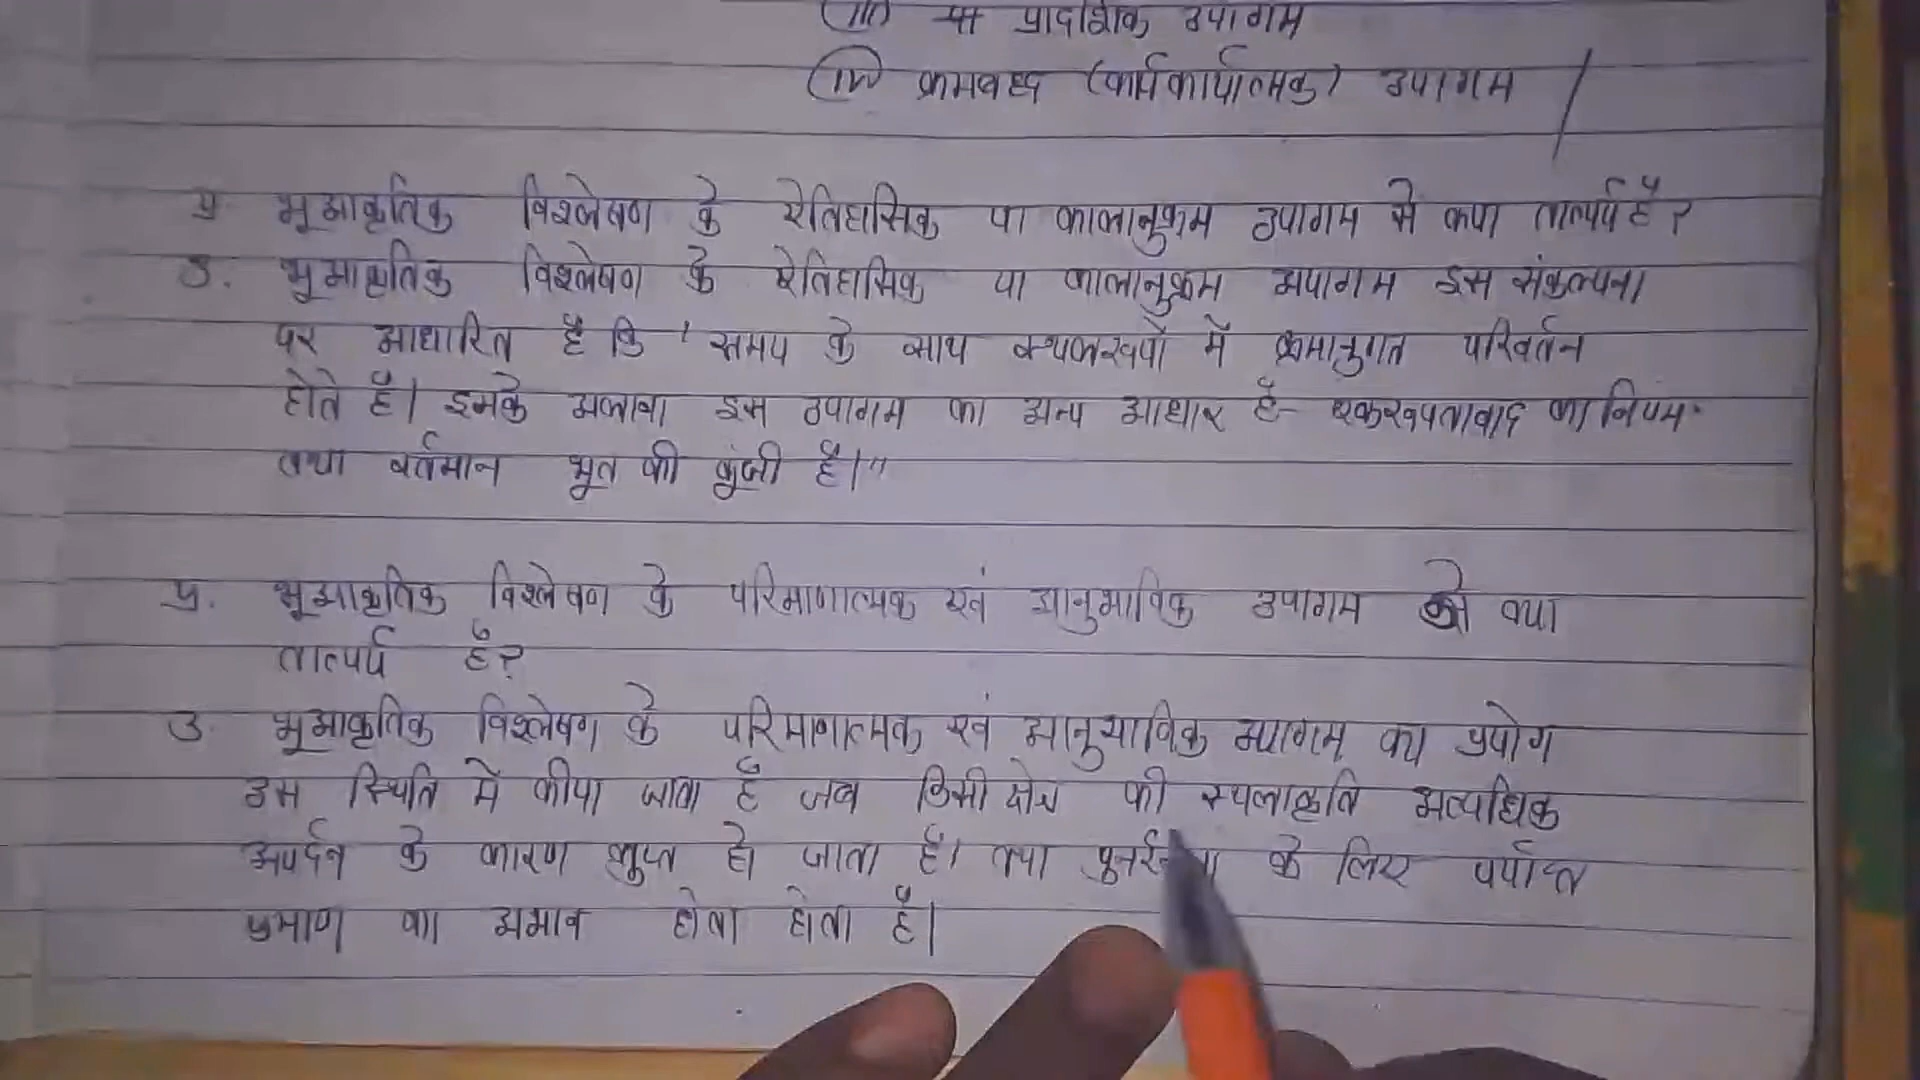 (iii) प्रादेशिक उपागम
(iv) क्रमबद्ध (कार्यकार्यात्मक) उपागम
प्र. भूआकृतिक विश्लेषण के ऐतिहासिक या कालानुक्रम उपागम से क्या तात्पर्य है?
उ. भूआकृतिक विश्लेषण के ऐतिहासिक या कालानुक्रम उपागम इस संकल्पना
पर आधारित है कि 'समय के साथ स्थलरूपों में क्रमानुगत परिवर्तन
होते हैं। इसके अलावा इस उपागम का अन्य आधार है- एकरूपतावाद का नियम
तथा वर्तमान भूत की कुंजी है।"
प्र. भूआकृतिक विश्लेषण के परिमाणात्मक एवं आनुभाविक उपागम से क्या
तात्पर्य है?
उ. भूआकृतिक विश्लेषण के परिमाणात्मक एवं आनुभाविक उपागम का प्रयोग
उस स्थिति में कीया जाता है जब किसी क्षेत्र की स्थलाकृति अत्यधिक
अपर्दन के कारण लुप्त हो जाता है। तथा के लिए पर्याप्त
प्रमाण का अभाव होता होता है।